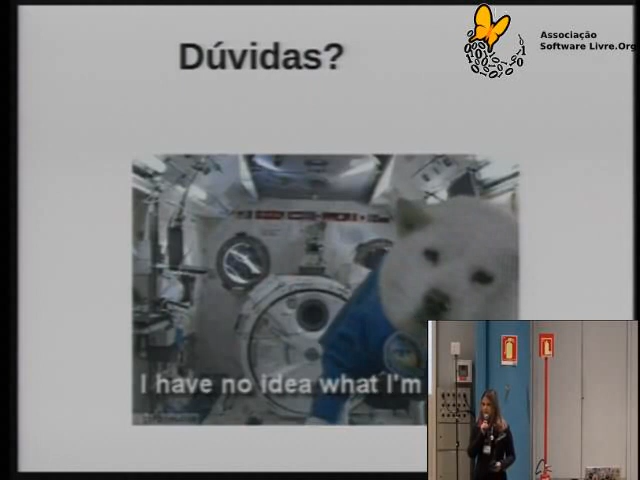 Dúvidas?
Associação
Software Livre.Org
I have no idea what I'm